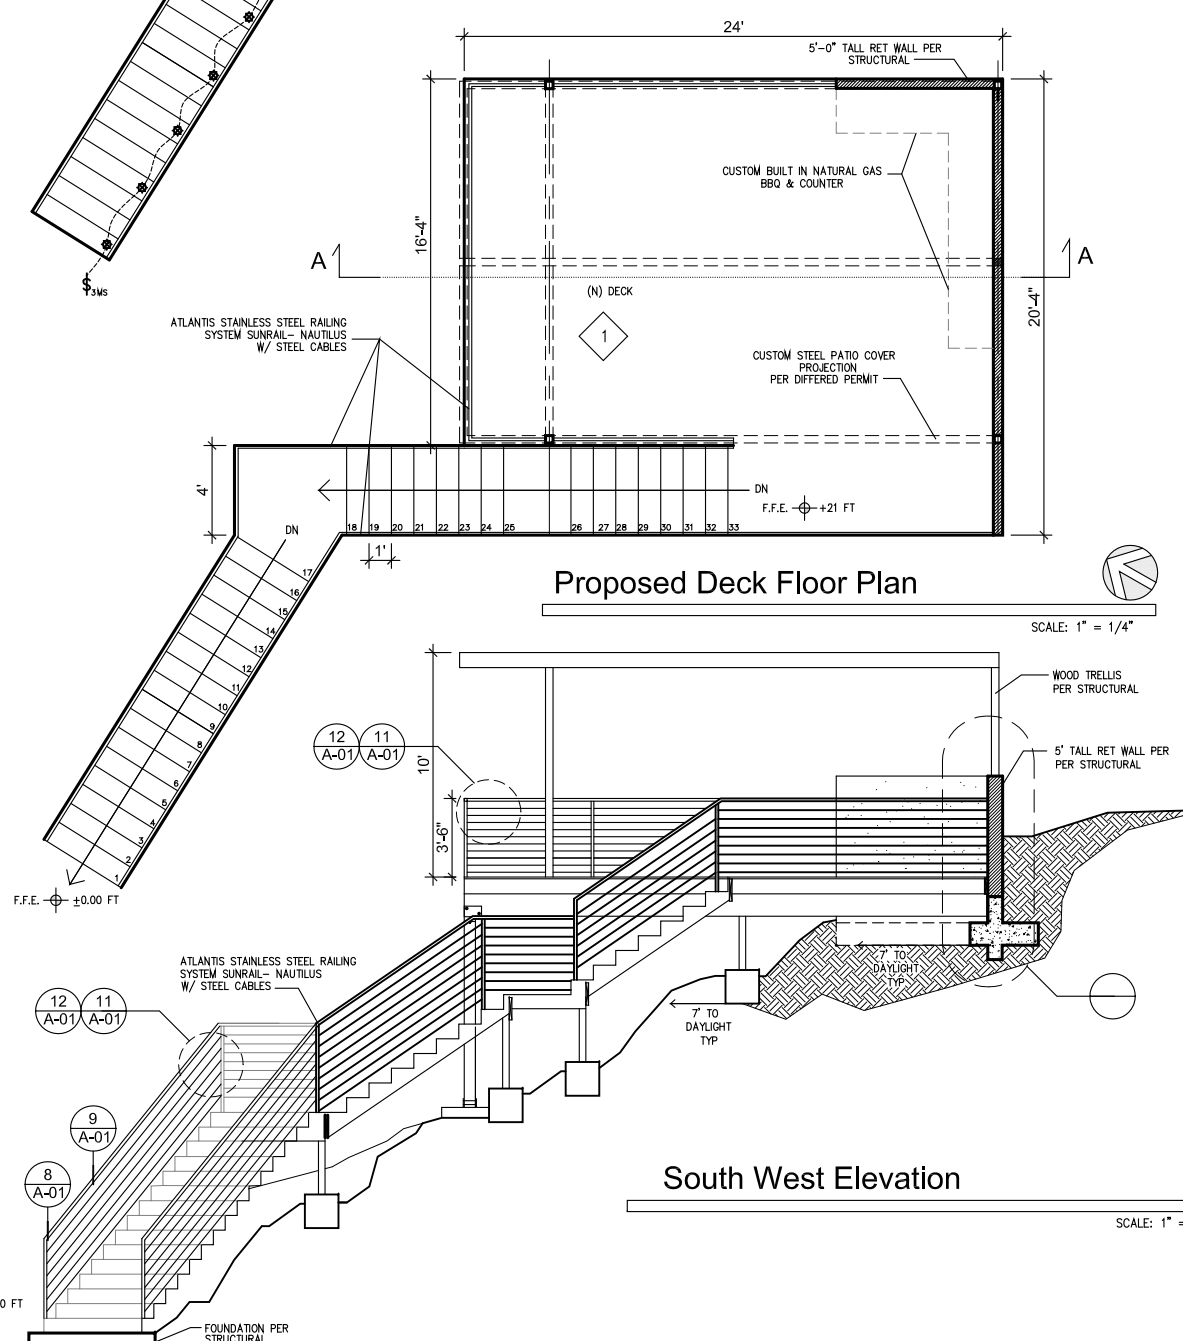 24'
5'-0" TALL RET WALL PER
STRUCTURAL
CUSTOM BUILT IN NATURAL GAS
BBQ & COUNTER
16'-4"
A
A
$3MS
(N) DECK
20'-4"
ATLANTIS STAINLESS STEEL RAILING
SYSTEM SUNRAIL- NAUTILUS
W/ STEEL CABLES
1
CUSTOM STEEL PATIO COVER
PROJECTION
PER DIFFERED PERMIT
4'
DN
F.F.E. +21 FT
DN
18 19 20 21 22 23 24 25 26 27 28 29 30 31 32 33
1'
17
16
15
14
13
12
11
10
9
8
7
6
5
4
3
2
1
F.F.E. ±0.00 FT
Proposed Deck Floor Plan
SCALE: 1" = 1/4"
WOOD TRELLIS
PER STRUCTURAL
12
A-01
11
A-01
10'
5' TALL RET WALL PER
PER STRUCTURAL
3'-6"
ATLANTIS STAINLESS STEEL RAILING
SYSTEM SUNRAIL- NAUTILUS
W/ STEEL CABLES
7' TO
DAYLIGHT
TYP
12
A-01
11
A-01
7' TO
DAYLIGHT
TYP
9
A-01
8
A-01
South West Elevation
SCALE: 1" =
0 FT
FOUNDATION PER
STRUCTURAL